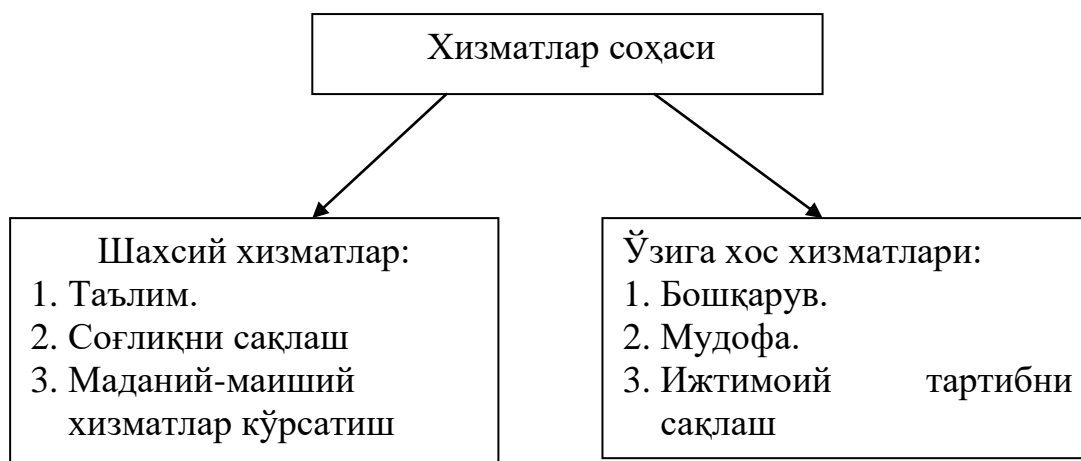 Хизматлар соҳаси
Шахсий хизматлар:
1. Таълим.
2. Соғлиқни сақлаш
3. Маданий-маиший
хизматлар кўрсатиш
Ўзига хос хизматлари:
1. Бошқарув.
2. Мудофа.
3. Ижтимоий тартибни
сақлаш